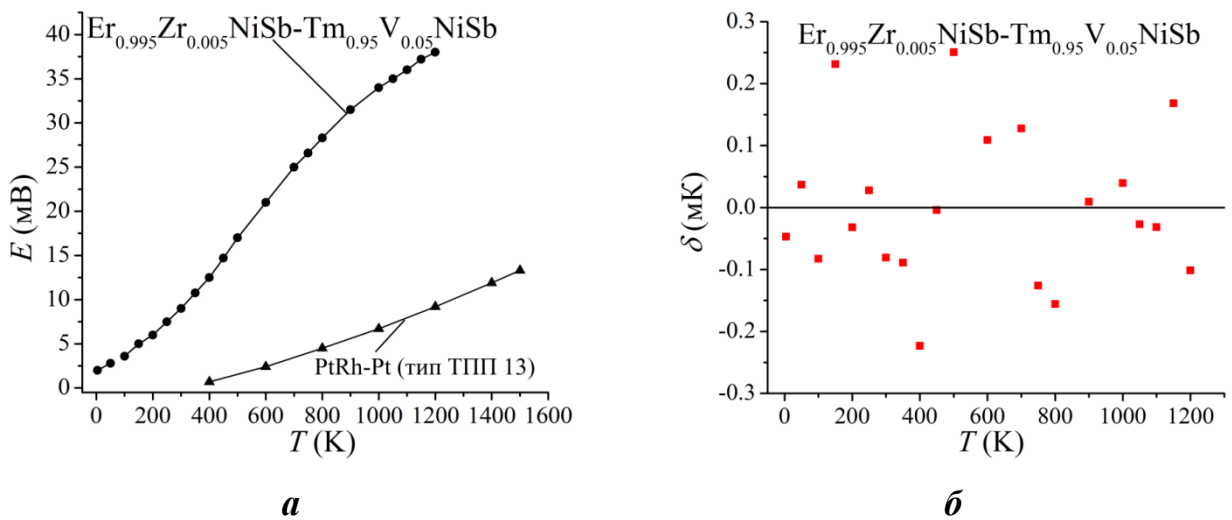 Er0.995Zr0.005NiSb-Tm0.95V0.05NiSb
E (мВ)
40
35
30
25
20
15
10
5
0
PtRh-Pt (тип ТПП 13)
0 200 400 600 800 1000 1200 1400 1600
T (K)
а
Er0.995Zr0.005NiSb-Tm0.95V0.05NiSb
δ (мК)
0.3
0.2
0.1
0.0
-0.1
-0.2
-0.3
0 200 400 600 800 1000 1200
T (K)
б